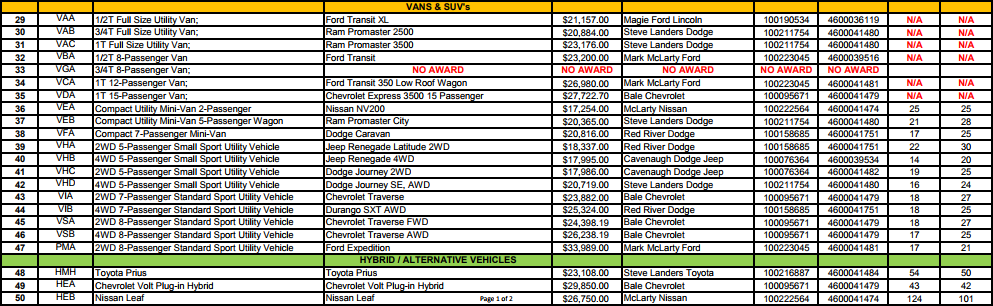 VANS & SUV's
29 VAA 1/2T Full Size Utility Van; Ford Transit XL $21,157.00 Magie Ford Lincoln 100190534 4600036119 N/A N/A
30 VAB 3/4T Full Size Utility Van; Ram Promaster 2500 $20,884.00 Steve Landers Dodge 100211754 4600041480 N/A N/A
31 VAC 1T Full Size Utility Van; Ram Promaster 3500 $23,176.00 Steve Landers Dodge 100211754 4600041480 N/A N/A
32 VBA 1/2T 8-Passenger Van Ford Transit $23,200.00 Mark McLarty Ford 100223045 4600039516 N/A N/A
33 VGA 3/4T 8-Passenger Van; NO AWARD NO AWARD NO AWARD NO AWARD NO AWARD N/A N/A
34 VCA 1T 12-Passenger Van; Ford Transit 350 Low Roof Wagon $26,980.00 Mark McLarty Ford 100223045 4600041481 N/A N/A
35 VDA 1T 15-Passenger Van; Chevrolet Express 3500 15 Passenger $27,722.70 Bale Chevrolet 100095671 4600041479 N/A N/A
36 VEA Compact Utility Mini-Van 2-Passenger Nissan NV200 $17,254.00 McLarty Nissan 100222564 4600041474 25 25
37 VEB Compact Utility Mini-Van 5-Passenger Wagon Ram Promaster City $20,365.00 Steve Landers Dodge 100211754 4600041480 21 28
38 VFA Compact 7-Passenger Mini-Van Dodge Caravan $20,816.00 Red River Dodge 100158685 4600041751 17 25
39 VHA 2WD 5-Passenger Small Sport Utility Vehicle Jeep Renegade Latitude 2WD $18,337.00 Red River Dodge 100158685 4600041751 22 30
40 VHB 4WD 5-Passenger Small Sport Utility Vehicle Jeep Renegade 4WD $17,995.00 Cavenaugh Dodge Jeep 100076364 4600039534 14 20
41 VHC 2WD 5-Passenger Small Sport Utility Vehicle Dodge Journey 2WD $17,986.00 Cavenaugh Dodge Jeep 100076364 4600041482 19 25
42 VHD 4WD 5-Passenger Small Sport Utility Vehicle Dodge Journey SE, AWD $20,719.00 Steve Landers Dodge 100211754 4600041480 16 24
43 VIA 2WD 7-Passenger Standard Sport Utility Vehicle Chevrolet Traverse $23,882.00 Bale Chevrolet 100095671 4600041479 18 27
44 VIB 4WD 7-Passenger Standard Sport Utility Vehicle Durango SXT AWD $25,324.00 Red River Dodge 100158685 4600041751 18 25
45 VSA 2WD 8-Passenger Standard Sport Utility Vehicle Chevrolet Traverse FWD $24,398.19 Bale Chevrolet 100095671 4600041479 18 27
46 VSB 4WD 8-Passenger Standard Sport Utility Vehicle Chevrolet Traverse AWD $26,238.19 Bale Chevrolet 100095671 4600041479 17 25
47 PMA 2WD 8-Passenger Standard Sport Utility Vehicle Ford Expedition $33,989.00 Mark McLarty Ford 100223045 4600041481 17 21
HYBRID / ALTERNATIVE VEHICLES
48 HMH Toyota Prius Toyota Prius $23,108.00 Steve Landers Toyota 100216887 4600041484 54 50
49 HEA Chevrolet Volt Plug-in Hybrid Chevrolet Volt Plug-in Hybrid $29,850.00 Bale Chevrolet 100095671 4600041479 43 42
50 HEB Nissan Leaf Nissan Leaf Page 1 of 2 $26,750.00 McLarty Nissan 100222564 4600041474 124 101